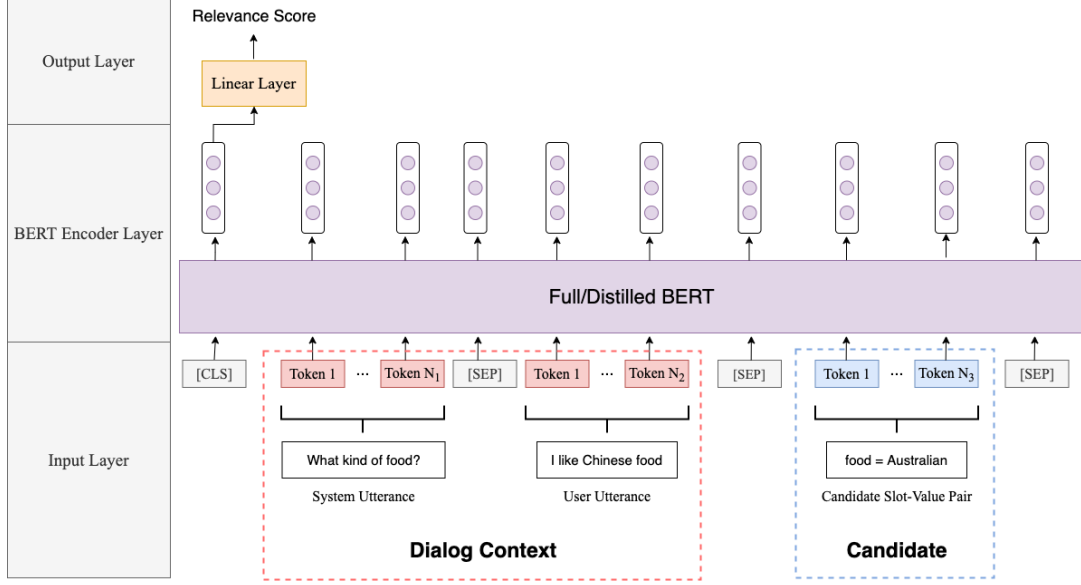 Relevance Score
Output Layer
Linear Layer
BERT Encoder Layer
Full/Distilled BERT
[CLS]
Token 1 ... Token N1
[SEP]
Token 1 ... Token N2
[SEP]
Token 1 ... Token N3
[SEP]
Input Layer
What kind of food?
I like Chinese food
food = Australian
System Utterance
User Utterance
Candidate Slot-Value Pair
Dialog Context
Candidate